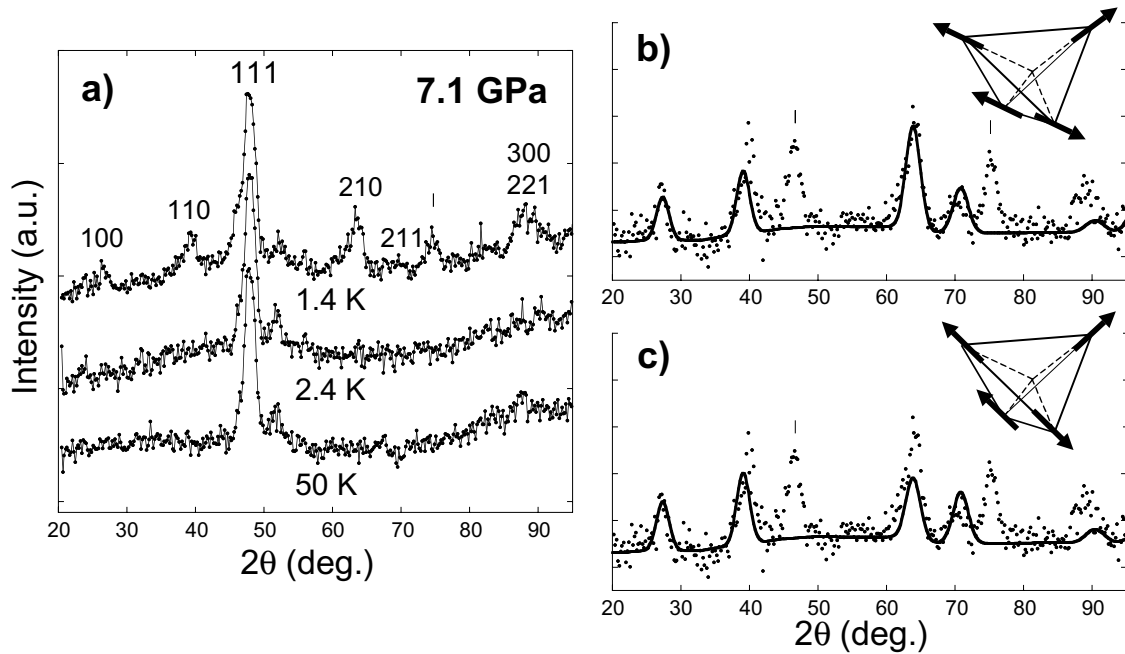 a)
7.1 GPa
111
100
110
210
211
300
221
1.4 K
2.4 K
50 K
Intensity (a.u.)
20 30 40 50 60 70 80 90
2θ (deg.)
b)
20 30 40 50 60 70 80 90
c)
20 30 40 50 60 70 80 90
2θ (deg.)